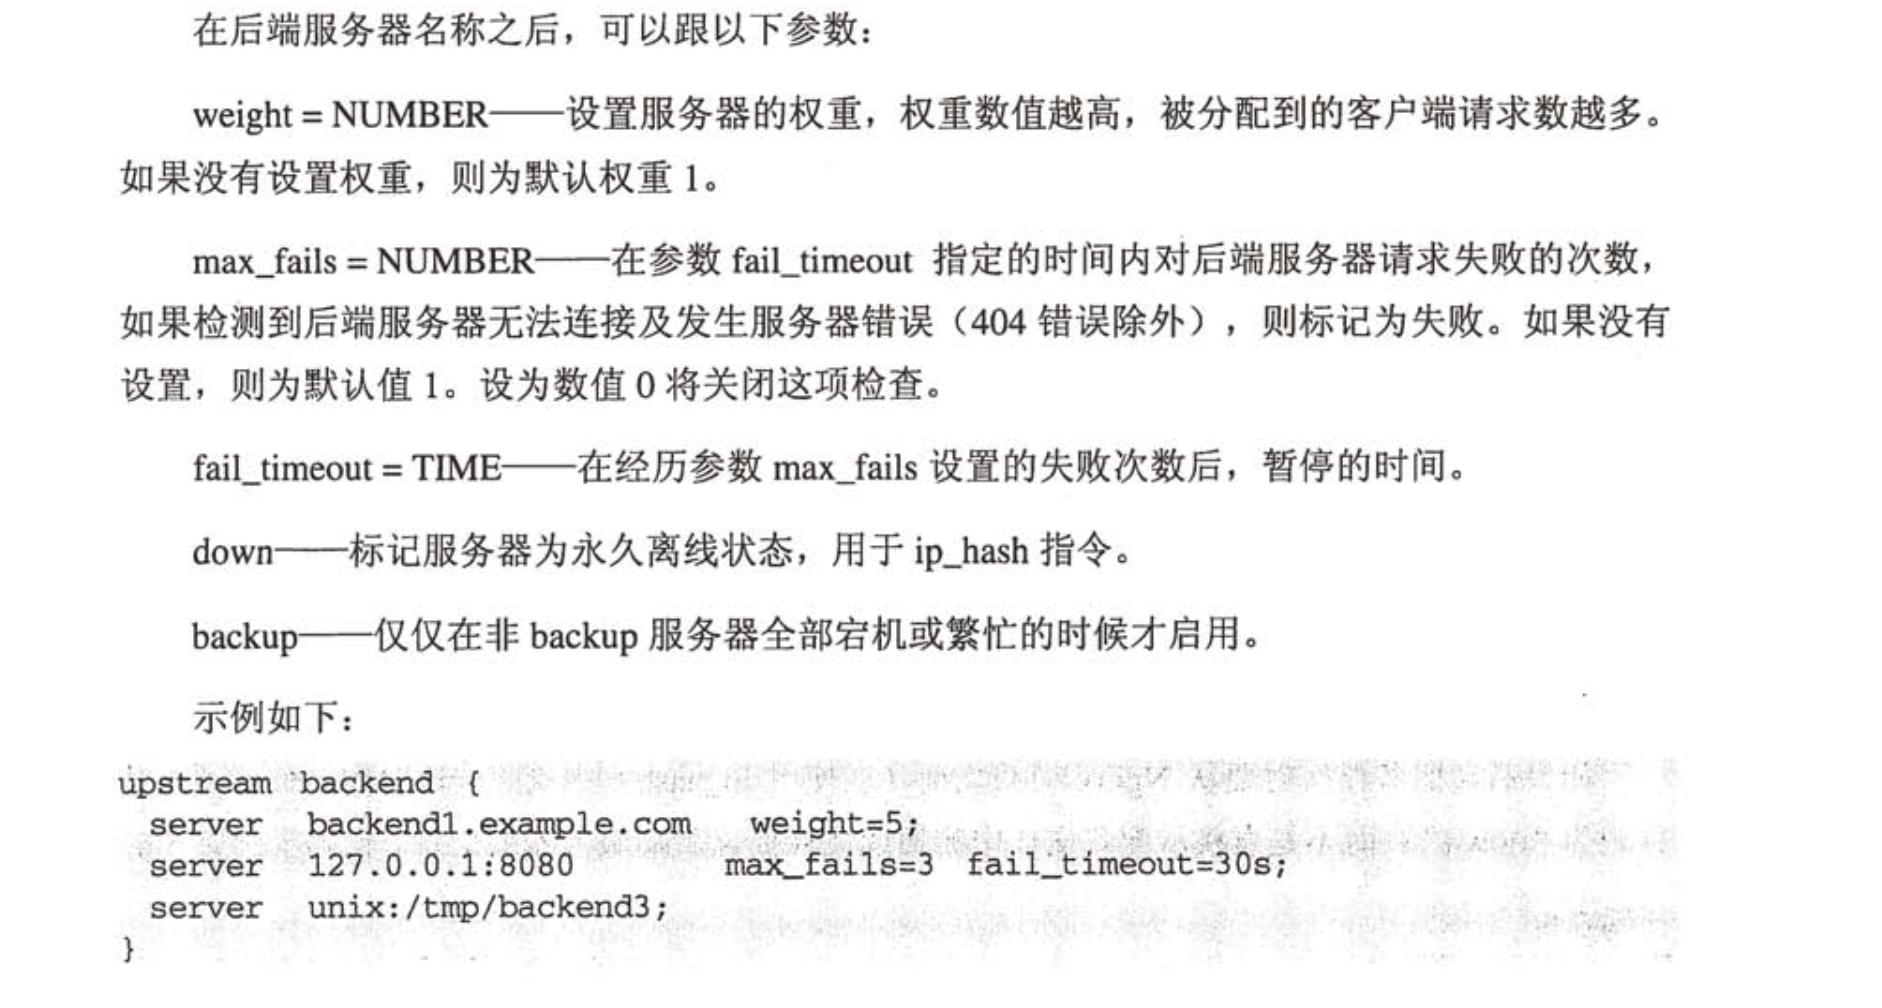 在后端服务器名称之后，可以跟以下参数：
weight = NUMBER——设置服务器的权重，权重数值越高，被分配到的客户端请求数越多。
如果没有设置权重，则为默认权重 1。
max_fails = NUMBER——在参数 fail_timeout 指定的时间内对后端服务器请求失败的次数，
如果检测到后端服务器无法连接及发生服务器错误（404 错误除外），则标记为失败。如果没有
设置，则为默认值 1。设为数值 0 将关闭这项检查。
fail_timeout = TIME——在经历参数 max_fails 设置的失败次数后，暂停的时间。
down——标记服务器为永久离线状态，用于 ip_hash 指令。
backup——仅仅在非 backup 服务器全部宕机或繁忙的时候才启用。
示例如下：
upstream backend {
server backend1.example.com weight=5;
server 127.0.0.1:8080 max_fails=3 fail_timeout=30s;
server unix:/tmp/backend3;
}